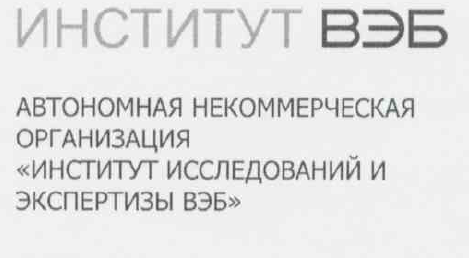 ИНСТИТУТ ВЭБ
АВТОНОМНАЯ НЕКОММЕРЧЕСКАЯ
ОРГАНИЗАЦИЯ
«ИНСТИТУТ ИССЛЕДОВАНИЙ И
ЭКСПЕРТИЗЫ ВЭБ»